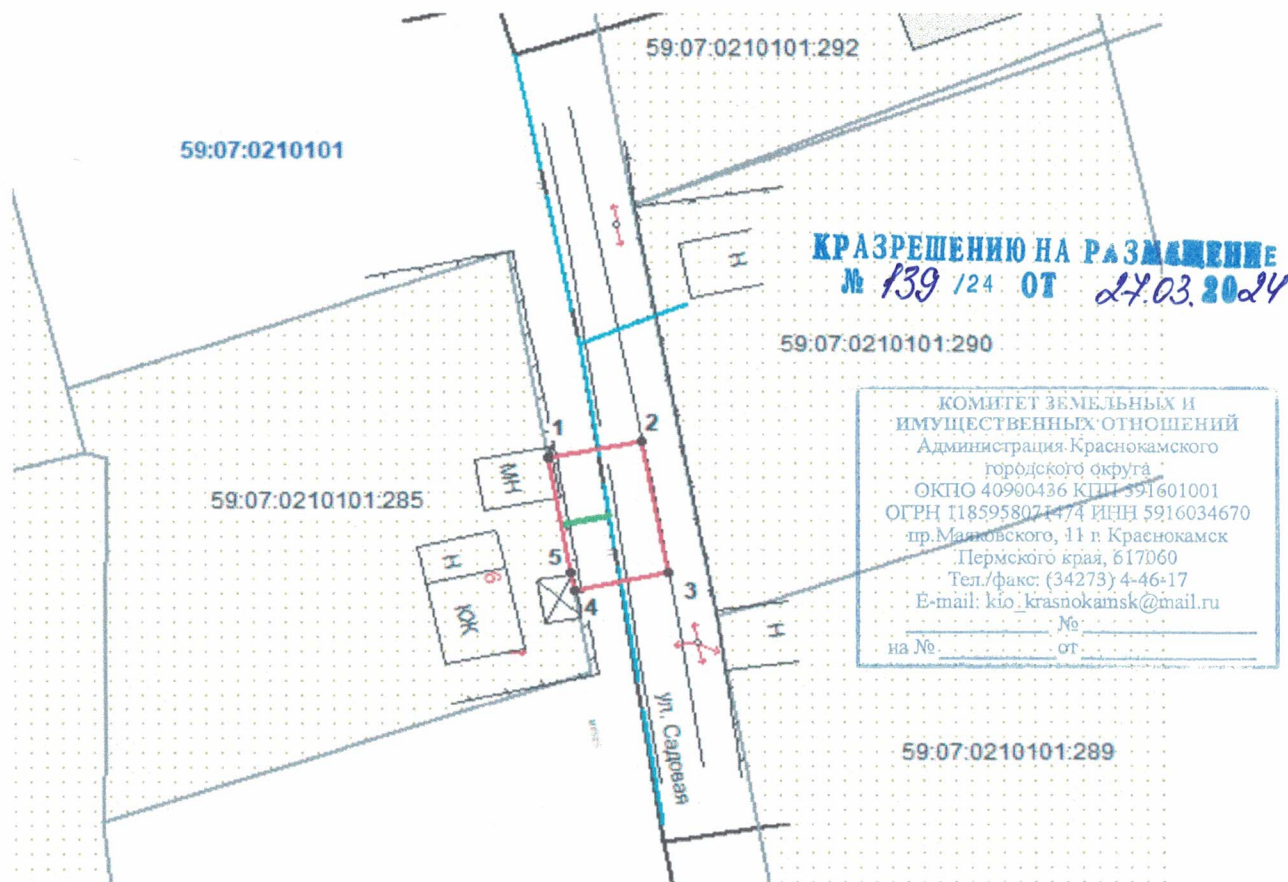 59:07:0210101:292
59:07:0210101
КРАЗРЕШЕНИЮ НА РАЗМАЩЕНИЕ
№ 139 /24 ОТ 27.03.2024
Н
59:07:0210101:290
КОМИТЕТ ЗЕМЕЛЬНЫХ И
ИМУЩЕСТВЕННЫХ ОТНОШЕНИЙ
Администрация Краснокамского
городского округа
ОКПО 40900436 КПП 591601001
ОГРН 1185958071474 ИНН 5916034670
пр.Маяковского, 11 г. Краснокамск
Пермского края, 617060
Тел./факс: (34273) 4-46-17
E-mail: kio_krasnokamsk@mail.ru
№
на № от
1
2
МН
59:07:0210101:285
5
4
3
Н
6
КЖ
Н
ул. Садовая
59:07:0210101:289